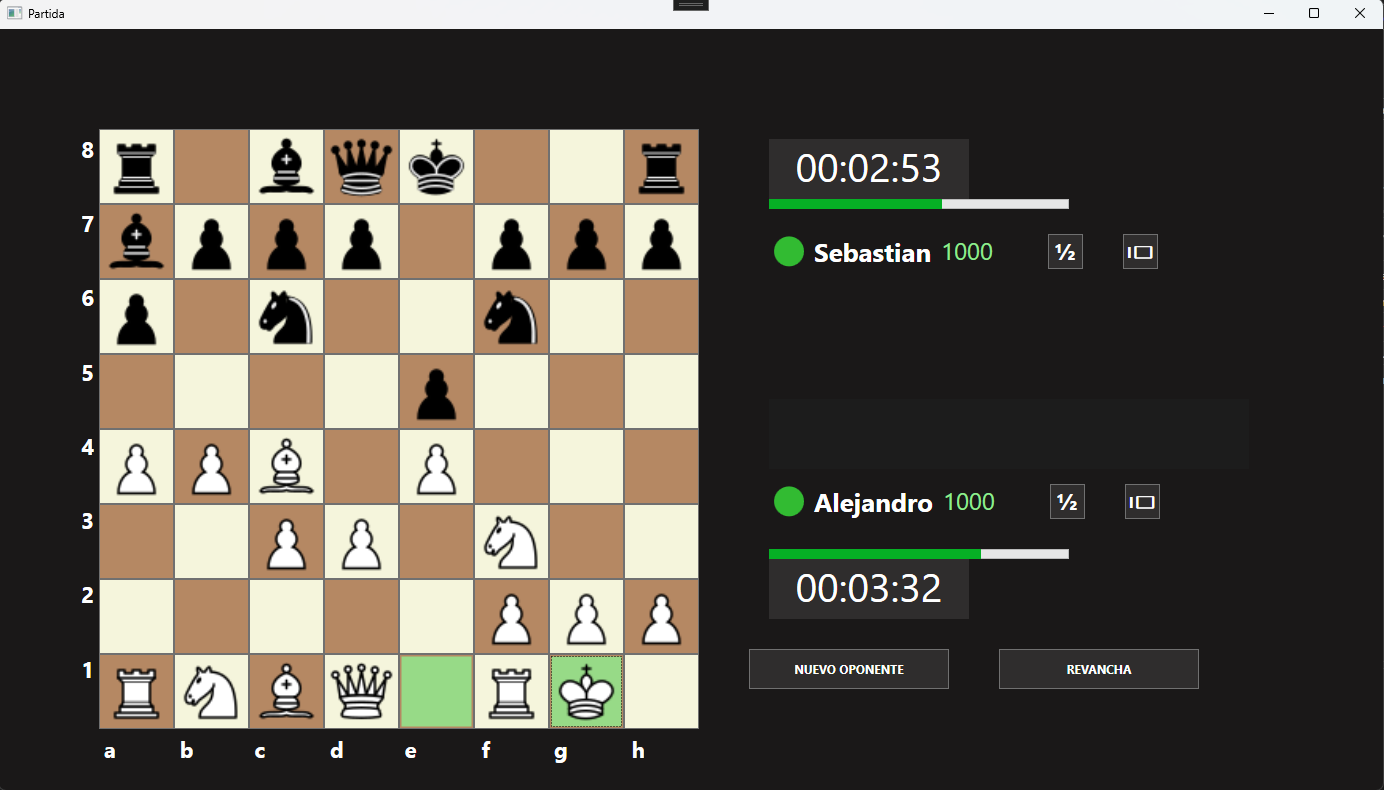 Partida
8
7
6
5
4
3
2
1
a b c d e f g h
00:02:53
Sebastian 1000 ½
Alejandro 1000 ½
00:03:32
NUEVO OPONENTE REVANCHA